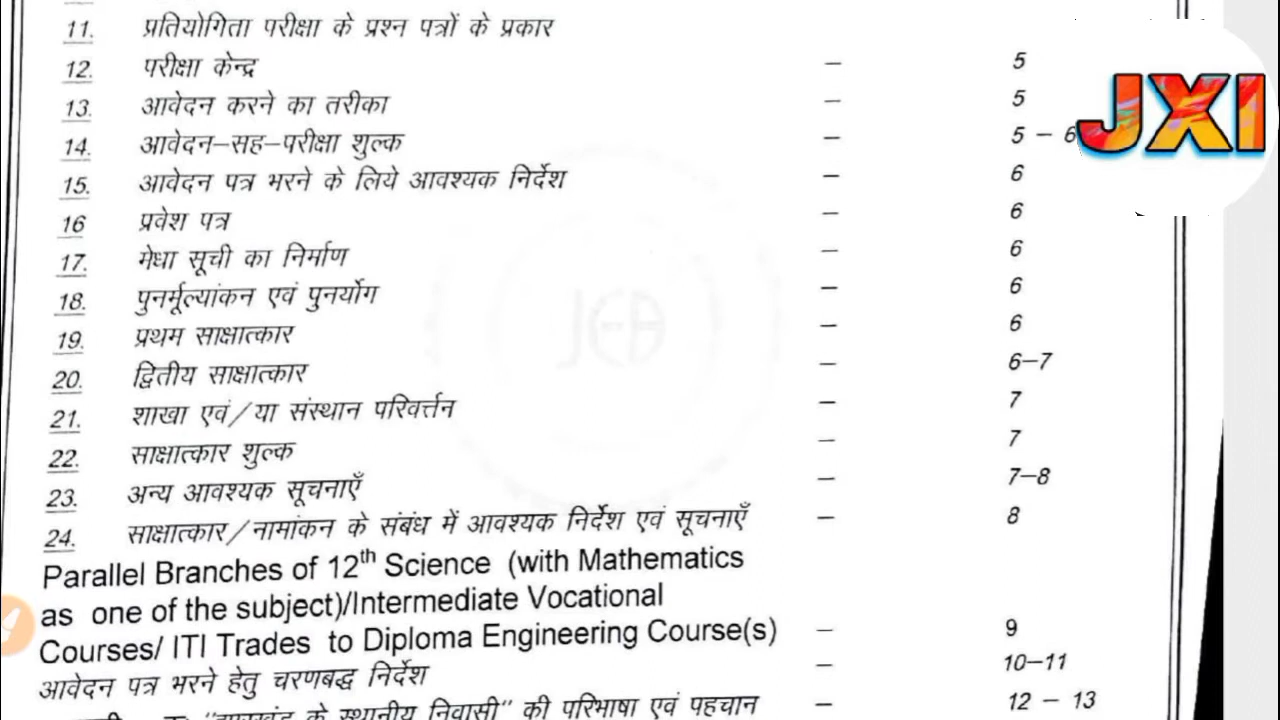 11. प्रतियोगिता परीक्षा के प्रश्न पत्रों के प्रकार
12. परीक्षा केन्द्र – 5
13. आवेदन करने का तरीका – 5
14. आवेदन–सह–परीक्षा शुल्क – 5 – 6
15. आवेदन पत्र भरने के लिये आवश्यक निर्देश – 6
16 प्रवेश पत्र – 6
17. मेधा सूची का निर्माण – 6
18. पुनर्मूल्यांकन एवं पुनर्योग – 6
19. प्रथम साक्षात्कार – 6
20. द्वितीय साक्षात्कार – 6–7
21. शाखा एवं/या संस्थान परिवर्त्तन – 7
22. साक्षात्कार शुल्क – 7
23. अन्य आवश्यक सूचनाएँ – 7–8
24. साक्षात्कार/नामांकन के संबंध में आवश्यक निर्देश एवं सूचनाएँ – 8
Parallel Branches of 12th Science (with Mathematics
as one of the subject)/Intermediate Vocational
Courses/ ITI Trades to Diploma Engineering Course(s) – 9
आवेदन पत्र भरने हेतु चरणबद्ध निर्देश – 10–11
के स्थानीय निवासी" की परिभाषा एवं पहचान – 12 – 13
JXI
JCEB